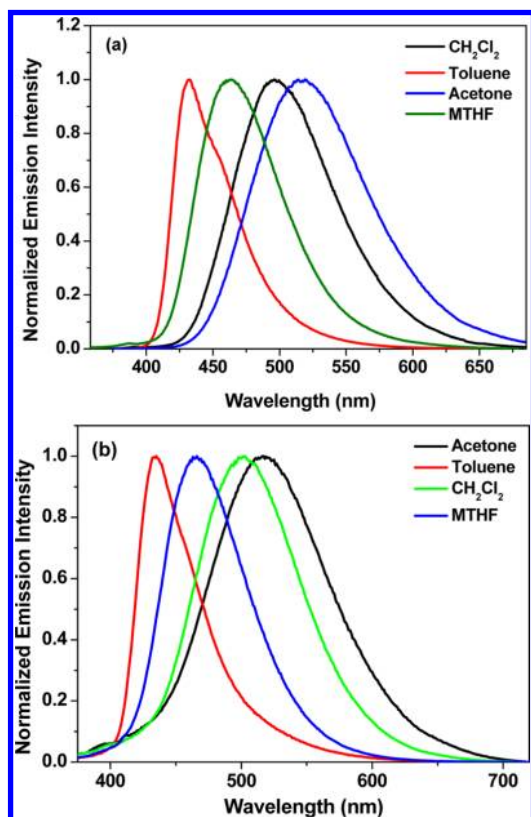 (a)
CH₂Cl₂
Toluene
Acetone
MTHF
Normalized Emission Intensity
1.2
1.0
0.8
0.6
0.4
0.2
0.0
400 450 500 550 600 650
Wavelength (nm)
(b)
Acetone
Toluene
CH₂Cl₂
MTHF
Normalized Emission Intensity
1.0
0.8
0.6
0.4
0.2
0.0
400 500 600 700
Wavelength (nm)